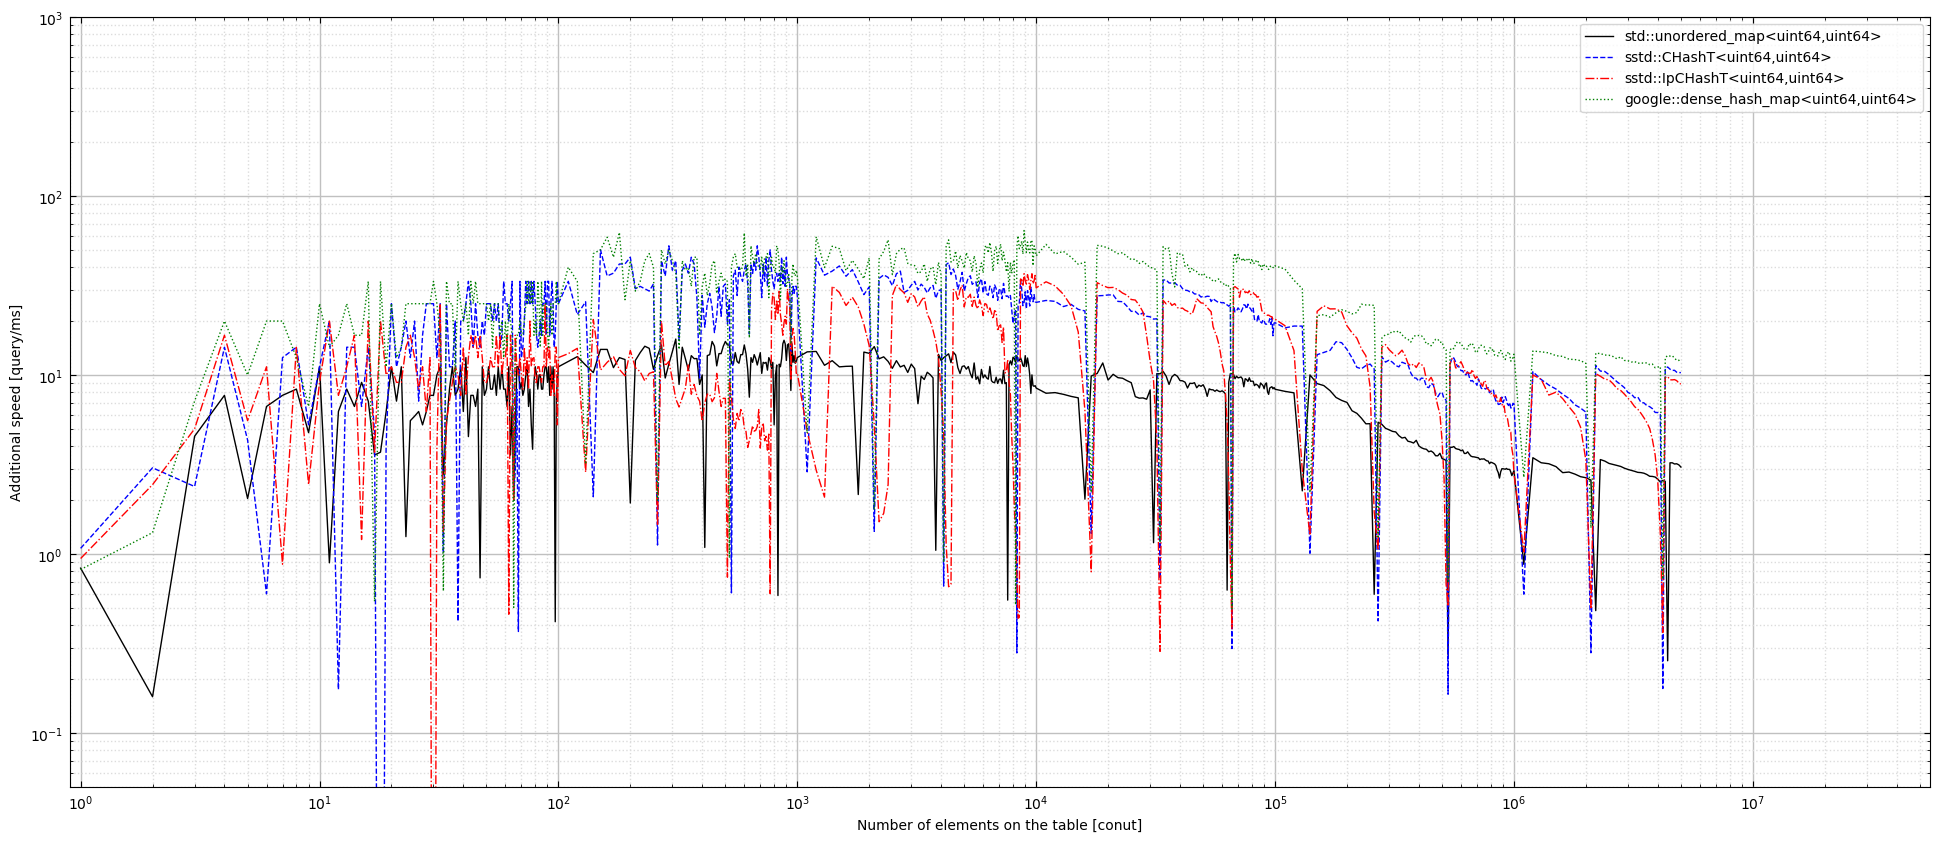 10³
10²
10¹
10⁰
10⁻¹
Additional speed [query/ms]
std::unordered_map<uint64,uint64>
sstd::CHashT<uint64,uint64>
sstd::IpCHashT<uint64,uint64>
google::dense_hash_map<uint64,uint64>
10⁰ 10¹ 10² 10³ 10⁴ 10⁵ 10⁶ 10⁷
Number of elements on the table [conut]